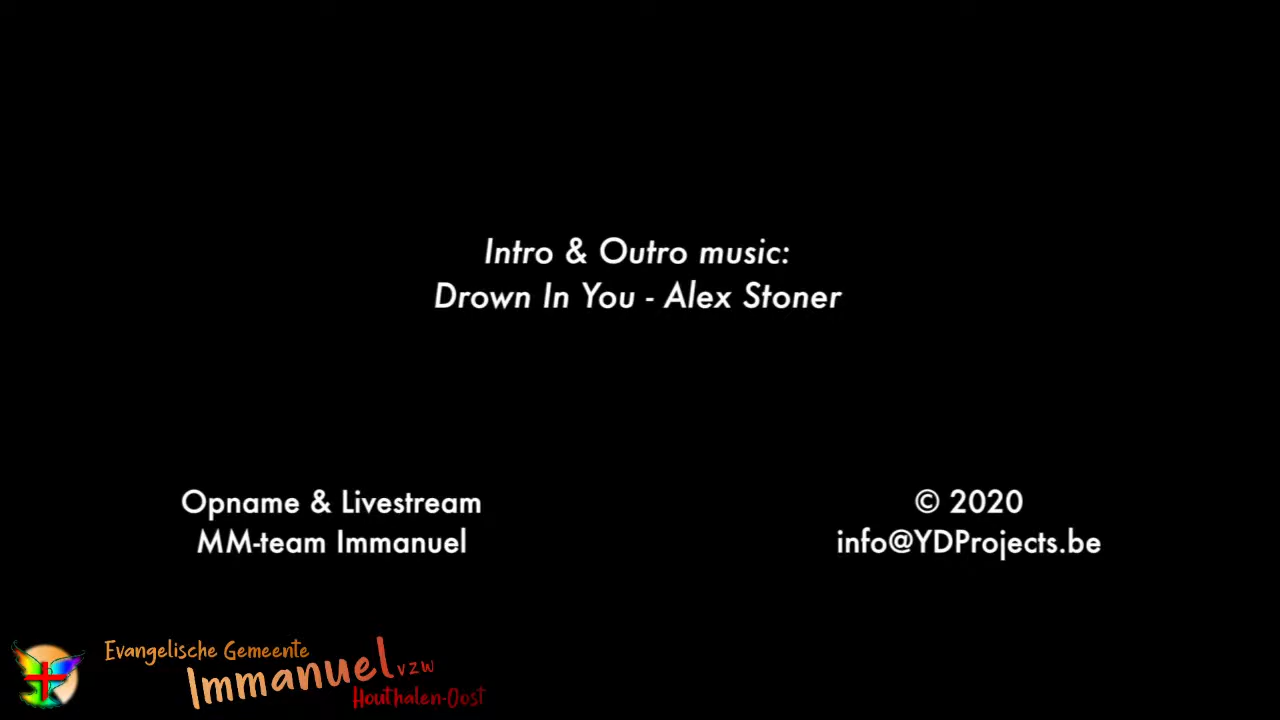 Intro & Outro music:
Drown In You - Alex Stoner
Opname & Livestream
MM-team Immanuel
© 2020
info@YDProjects.be
Evangelische Gemeente
Immanuel vzw
Houthalen-Oost